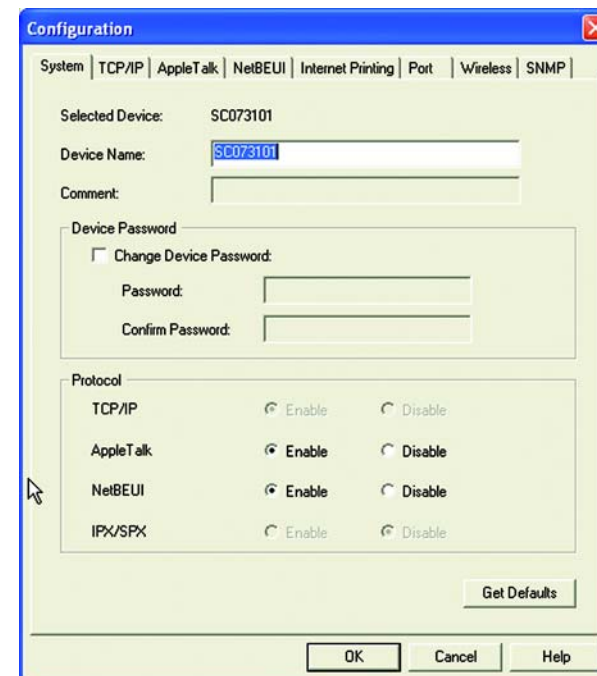 Configuration
System TCP/IP AppleTalk NetBEUI Internet Printing Port Wireless SNMP
Selected Device: SC073101
Device Name: SC073101
Comment:
Device Password
Change Device Password:
Password:
Confirm Password:
Protocol
TCP/IP Enable Disable
AppleTalk Enable Disable
NetBEUI Enable Disable
IPX/SPX Enable Disable
Get Defaults
OK Cancel Help